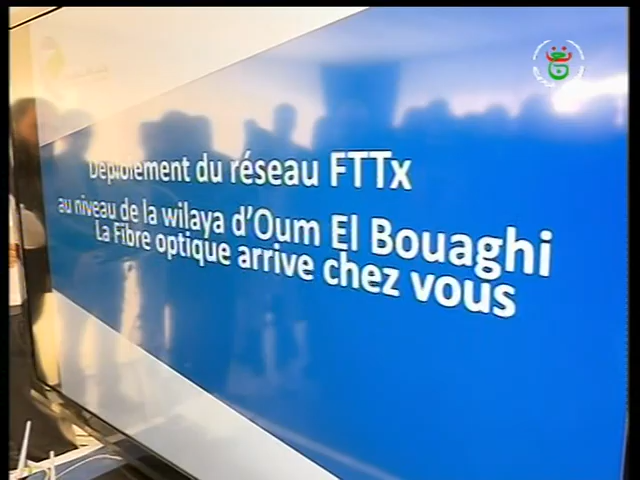 Déploiement du réseau FTTx
au niveau de la wilaya d'Oum El Bouaghi
La Fibre optique arrive chez vous